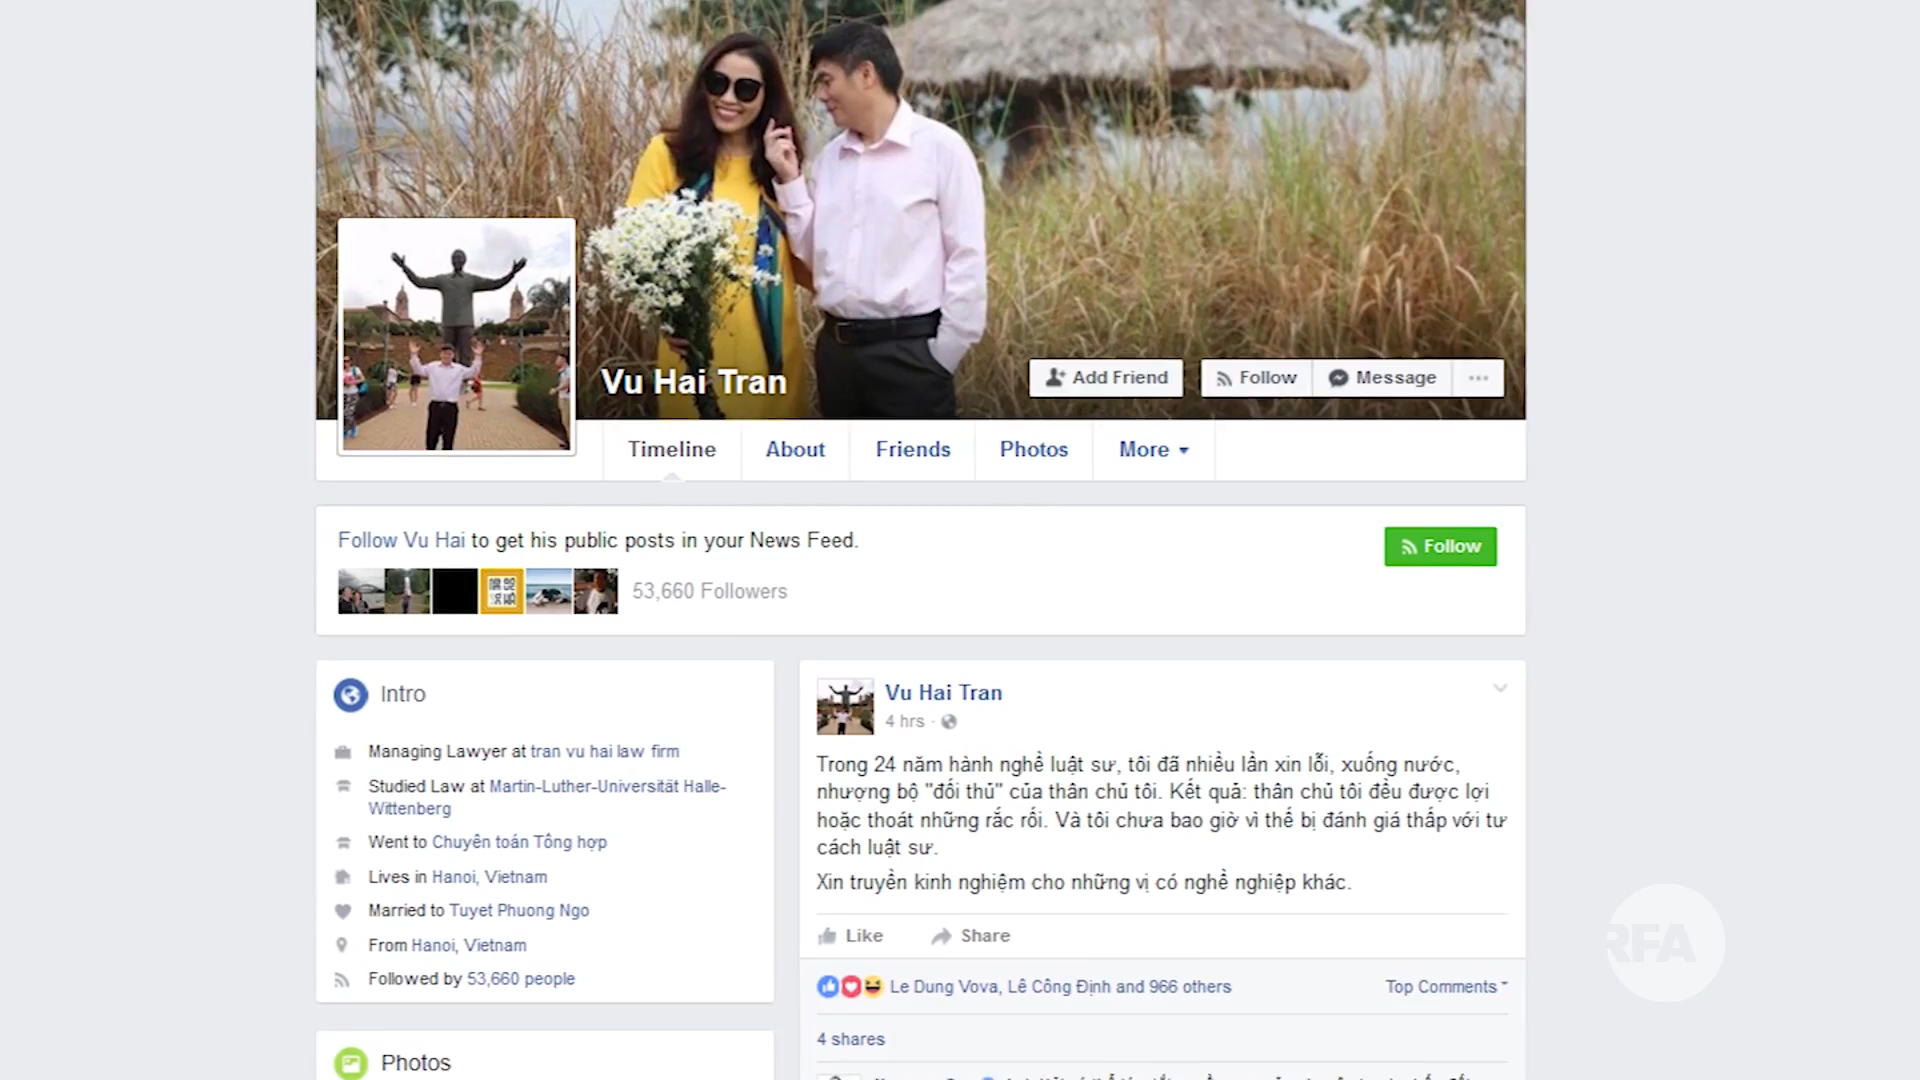 Vu Hai Tran
Add Friend
Follow
Message
Timeline
About
Friends
Photos
More
Follow Vu Hai to get his public posts in your News Feed.
Follow
53,660 Followers
Intro
Managing Lawyer at tran vu hai law firm
Studied Law at Martin-Luther-Universität Halle-
Wittenberg
Went to Chuyên toán Tổng hợp
Lives in Hanoi, Vietnam
Married to Tuyet Phuong Ngo
From Hanoi, Vietnam
Followed by 53,660 people
Photos
Vu Hai Tran
4 hrs ·
Trong 24 năm hành nghề luật sư, tôi đã nhiều lần xin lỗi, xuống nước,
nhượng bộ "đối thủ" của thân chủ tôi. Kết quả: thân chủ tôi đều được lợi
hoặc thoát những rắc rối. Và tôi chưa bao giờ vì thế bị đánh giá thấp với tư
cách luật sư.
Xin truyền kinh nghiệm cho những vị có nghề nghiệp khác.
Like
Share
Le Dung Vova, Lê Công Định and 966 others
Top Comments
4 shares
RFA